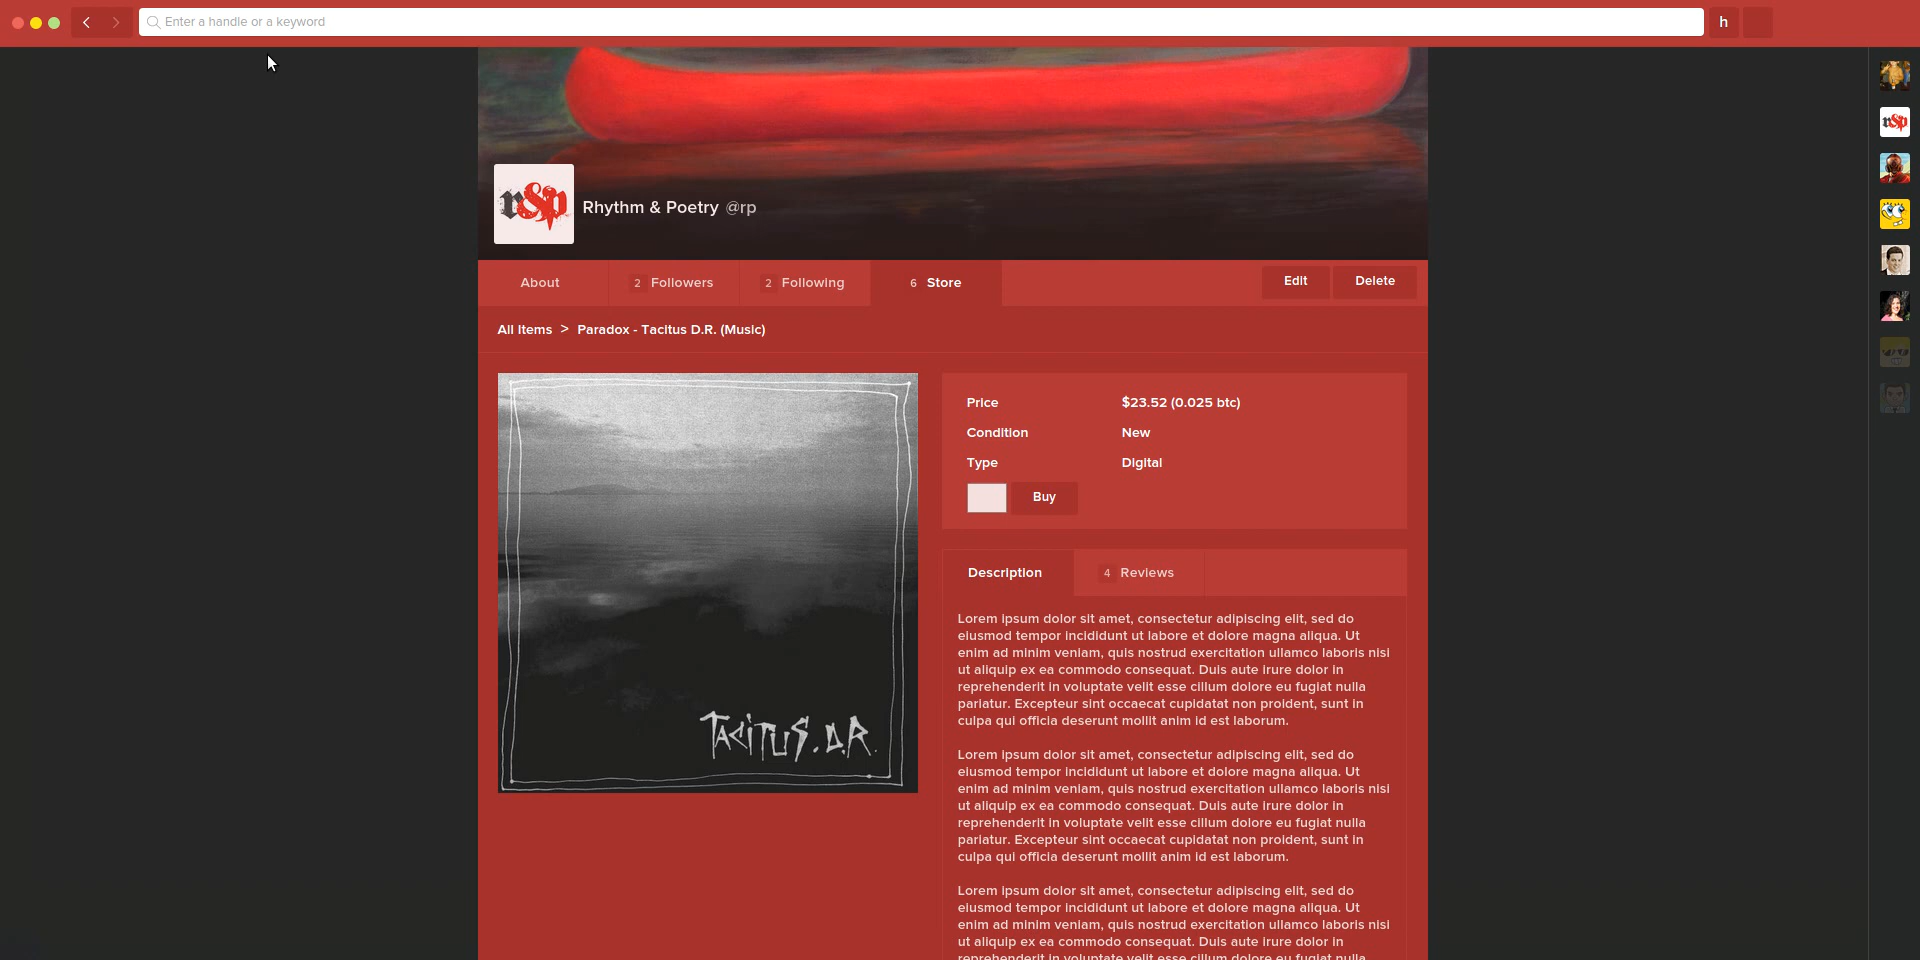 Enter a handle or a keyword
h
r&p
r&p
Rhythm & Poetry @rp
About
2 Followers
2 Following
6 Store
Edit
Delete
All Items > Paradox - Tacitus D.R. (Music)
Price $23.52 (0.025 btc)
Condition New
Type Digital
Buy
TACITUS.D.R.
Description
4 Reviews
Lorem ipsum dolor sit amet, consectetur adipiscing elit, sed do
eiusmod tempor incididunt ut labore et dolore magna aliqua. Ut
enim ad minim veniam, quis nostrud exercitation ullamco laboris nisi
ut aliquip ex ea commodo consequat. Duis aute irure dolor in
reprehenderit in voluptate velit esse cillum dolore eu fugiat nulla
pariatur. Excepteur sint occaecat cupidatat non proident, sunt in
culpa qui officia deserunt mollit anim id est laborum.
Lorem ipsum dolor sit amet, consectetur adipiscing elit, sed do
eiusmod tempor incididunt ut labore et dolore magna aliqua. Ut
enim ad minim veniam, quis nostrud exercitation ullamco laboris nisi
ut aliquip ex ea commodo consequat. Duis aute irure dolor in
reprehenderit in voluptate velit esse cillum dolore eu fugiat nulla
pariatur. Excepteur sint occaecat cupidatat non proident, sunt in
culpa qui officia deserunt mollit anim id est laborum.
Lorem ipsum dolor sit amet, consectetur adipiscing elit, sed do
eiusmod tempor incididunt ut labore et dolore magna aliqua. Ut
enim ad minim veniam, quis nostrud exercitation ullamco laboris nisi
ut aliquip ex ea commodo consequat. Duis aute irure dolor in
reprehenderit in voluptate velit esse cillum dolore eu fugiat nulla